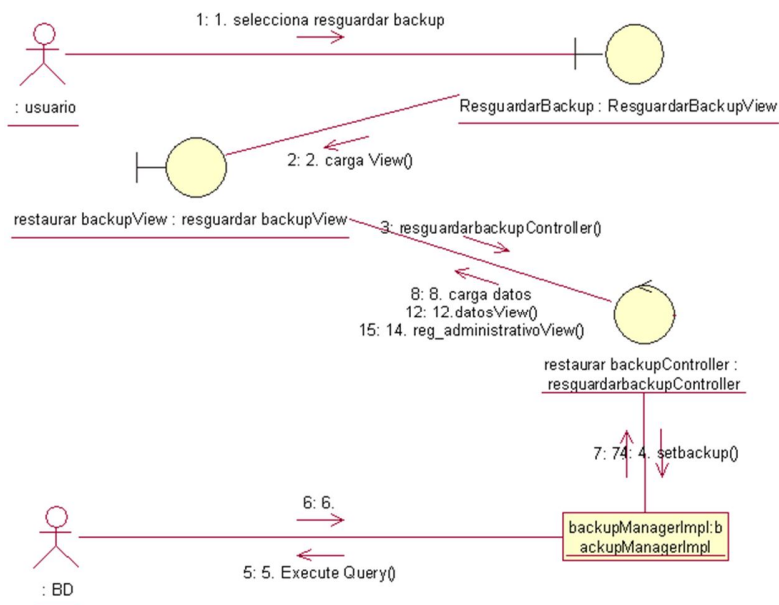 1: 1. selecciona resguardar backup
: usuario
ResguardarBackup : ResguardarBackupView
2: 2. carga View()
restaurar backupView : resguardar backupView
3: resguardarbackupController()
8: 8. carga datos
12: 12.datosView()
15: 14. reg_administrativoView()
restaurar backupController :
resguardarbackupController
7: 74: 4. setbackup()
6: 6.
backupManagerImpl:b
ackupManagerImpl
5: 5. Execute Query()
: BD